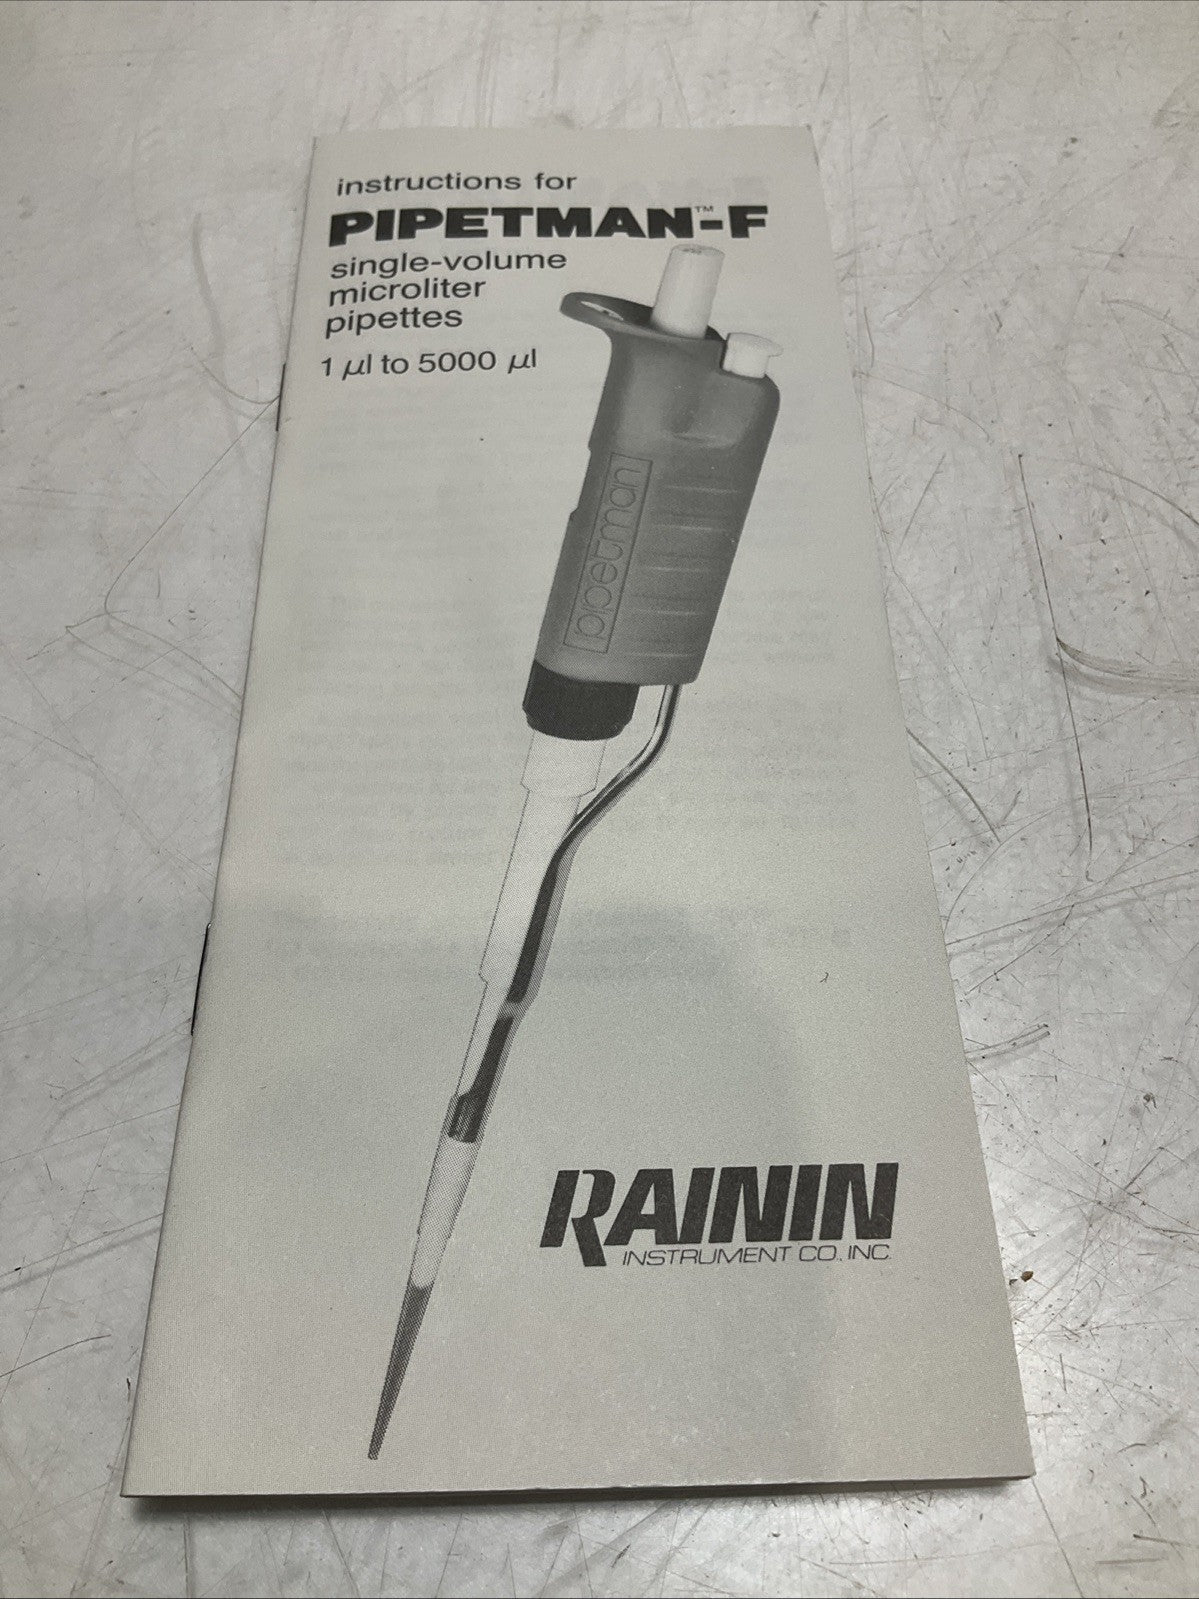 instructions for
PIPETMAN™-F
single-volume
microliter
pipettes
1 µl to 5000 µl
pipetman
RAININ
INSTRUMENT CO., INC.